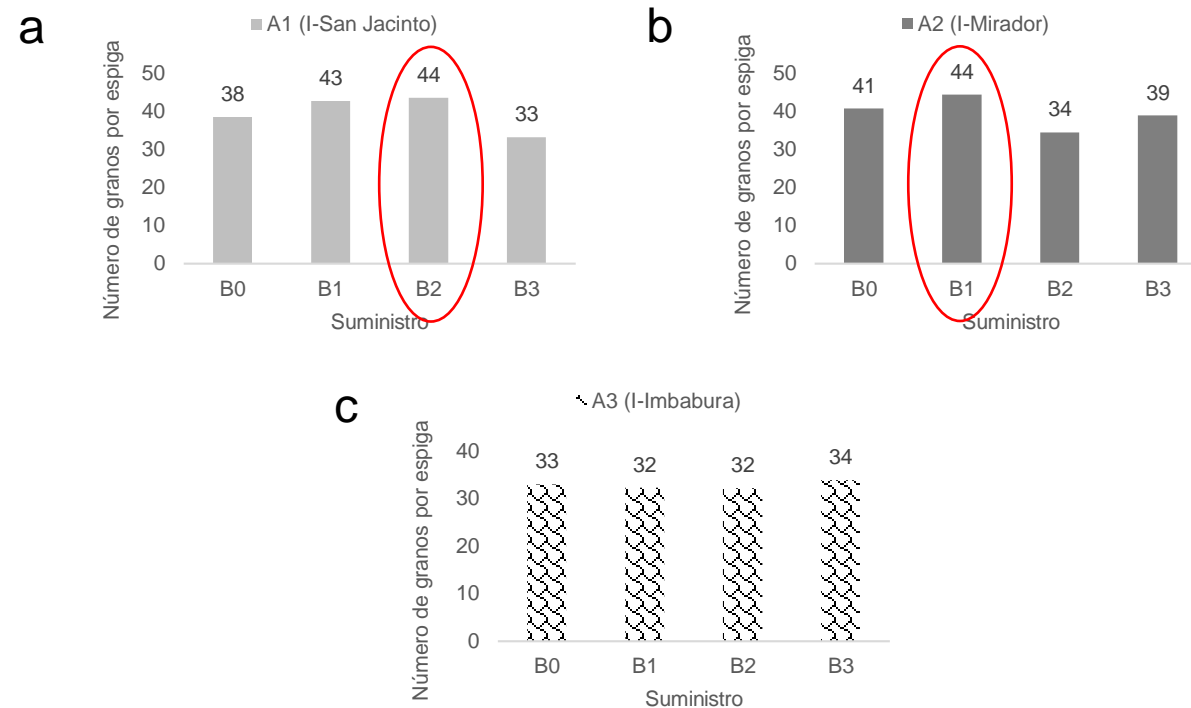 a
A1 (I-San Jacinto)
Número de granos por espiga
50
40
30
20
10
0
38
43
44
33
B0 B1 B2 B3
Suministro
b
A2 (I-Mirador)
Número de granos por espiga
50
40
30
20
10
0
41
44
34
39
B0 B1 B2 B3
Suministro
c
A3 (I-Imbabura)
Número de granos por espiga
40
30
20
10
0
33
32
32
34
B0 B1 B2 B3
Suministro